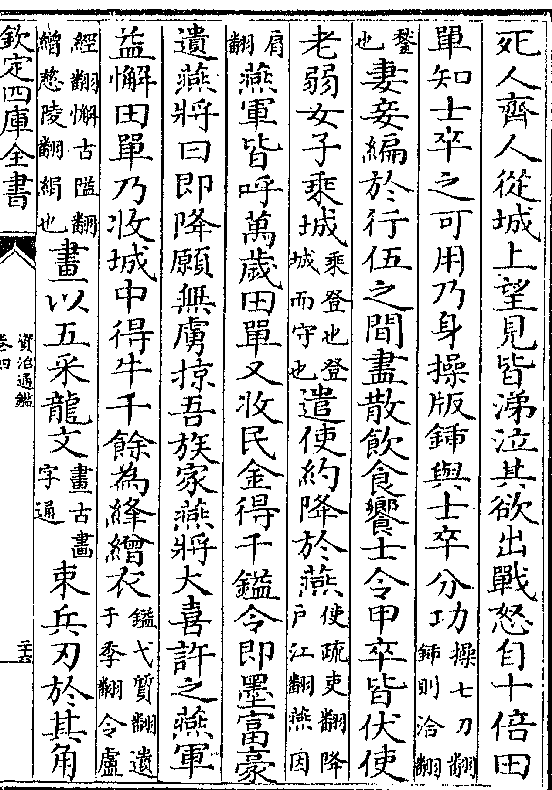 死人齊人從城上望見皆涕泣其欲出戰怒自十倍田
單知士卒之可用乃身操版鍤與士卒分功操七刀翻鍤則洽翻
鍫也妻妾編於行伍之間盡散飲食饗士令甲卒皆伏使
老弱女子乘城乘登也登城而守也遣使約降於燕使疏吏翻降戶江翻燕因
肩翻燕軍皆呼萬歲田單又收民金得千鎰令即墨富豪
遺燕將曰即降願無虜掠吾族家燕將大喜許之燕軍
益懈田單乃收城中得牛千餘為絳繒衣鎰弋質翻遺于季翻令盧
經翻懈古隘翻繒慈陵翻絹也畫以五采龍文畫古畵字通束兵刃於其角
欽定四庫全書
資治通鑑
卷四
二十六